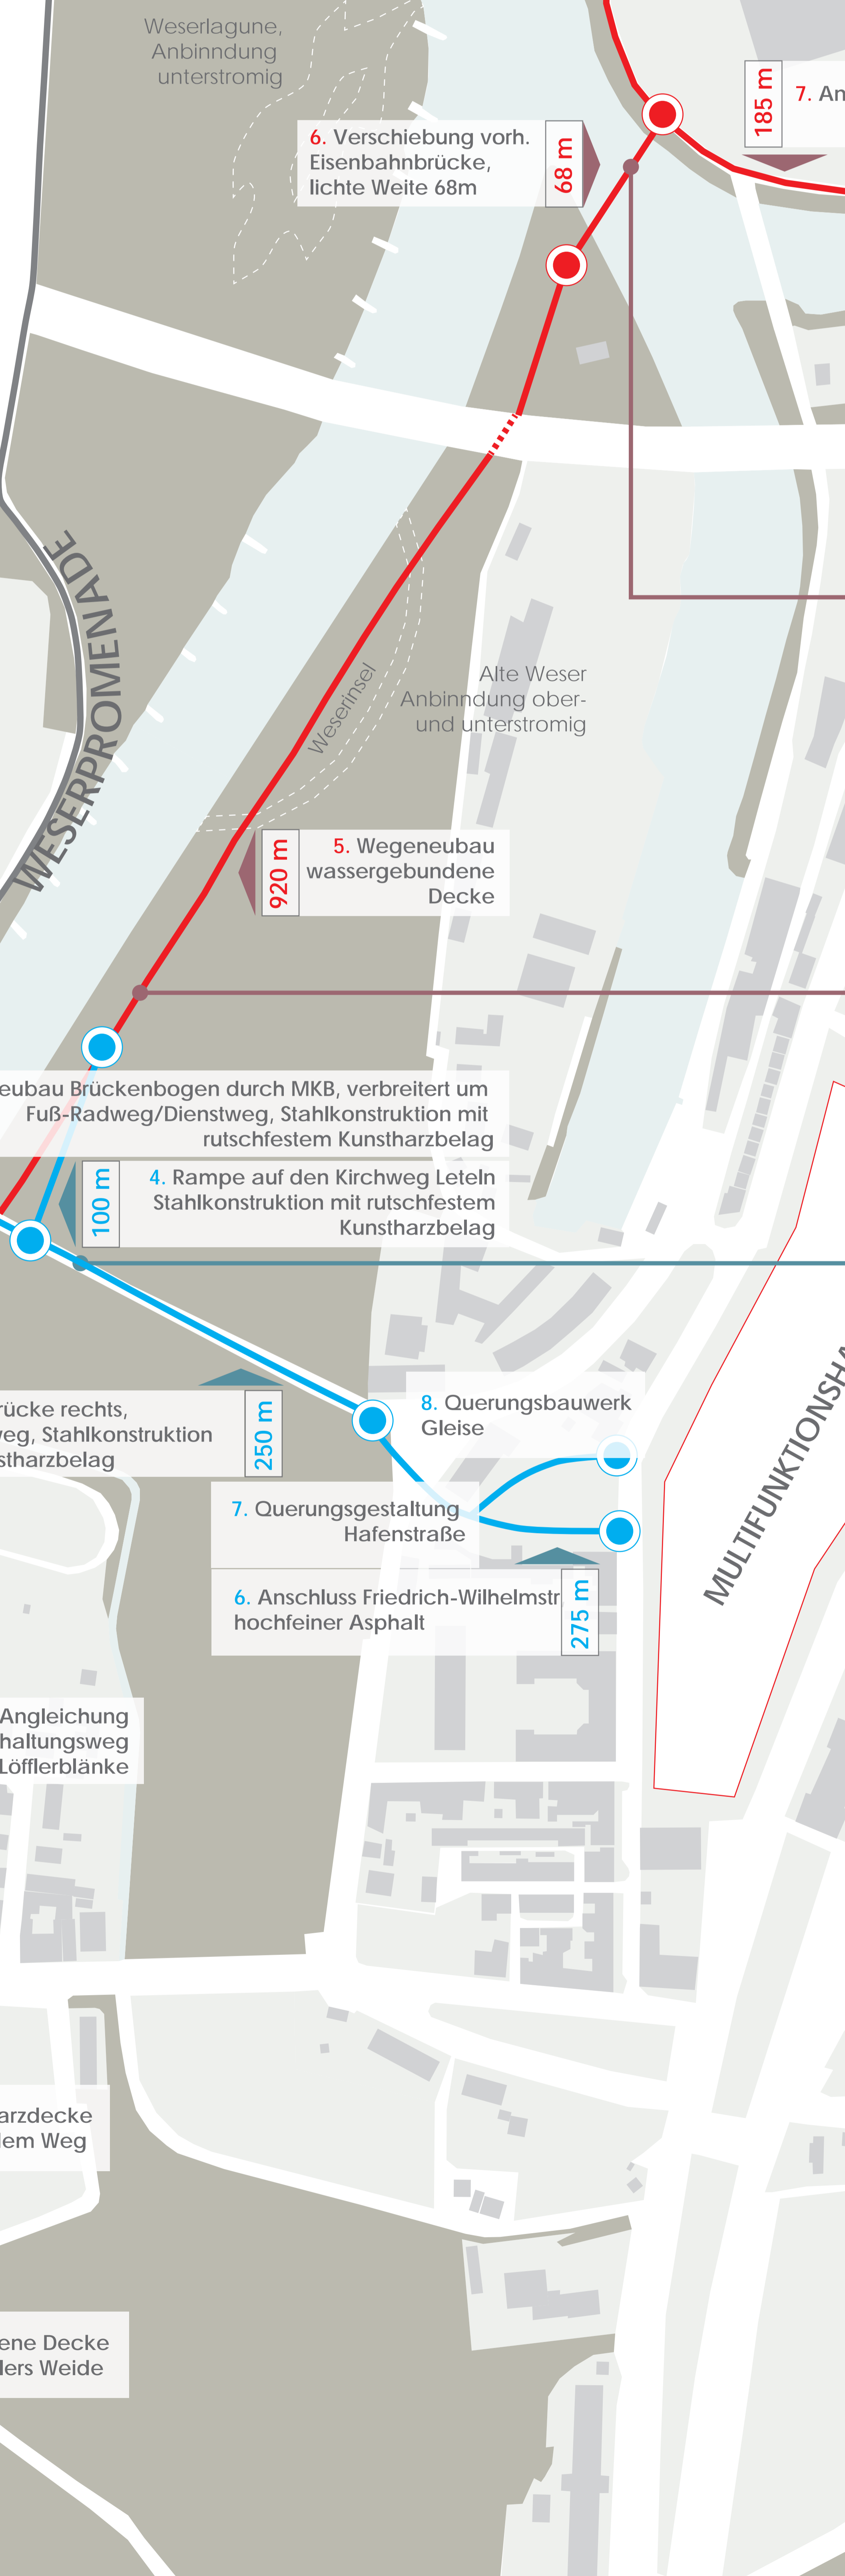 Weserlagune,
Anbinndung
unterstromig
185 m
7. An
6. Verschiebung vorh.
Eisenbahnbrücke,
lichte Weite 68m
68 m
WESERPROMENADE
Weserinsel
Alte Weser
Anbinndung ober-
und unterstromig
920 m
5. Wegeneubau
wassergebundene
Decke
eubau Brückenbogen durch MKB, verbreitert um
Fuß-Radweg/Dienstweg, Stahlkonstruktion mit
rutschfestem Kunstharzbelag
100 m
4. Rampe auf den Kirchweg Leteln
Stahlkonstruktion mit rutschfestem
Kunstharzbelag
MULTIFUNKTIONSHA
rücke rechts,
eg, Stahlkonstruktion
stharzbelag
250 m
8. Querungsbauwerk
Gleise
7. Querungsgestaltung
Hafenstraße
6. Anschluss Friedrich-Wilhelmstr
hochfeiner Asphalt
275 m
Angleichung
haltungsweg
Löfflerblänke
arzdecke
dem Weg
ene Decke
lers Weide